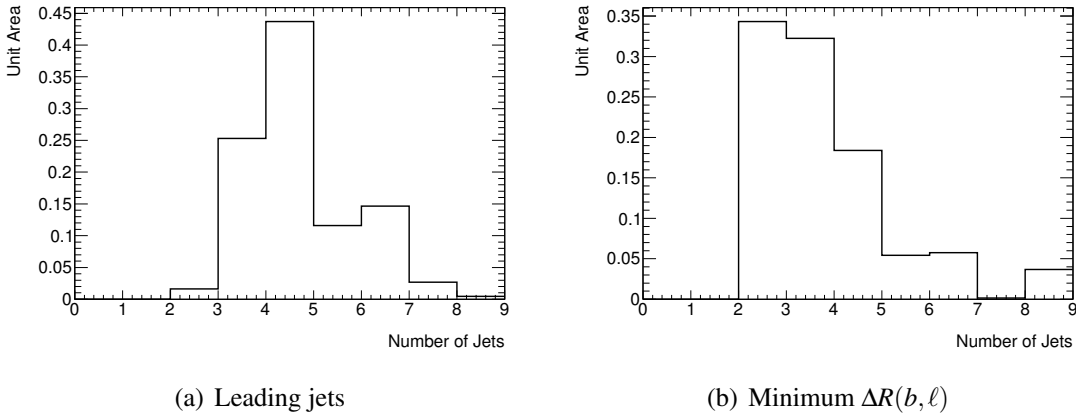 Unit Area
0.45
0.4
0.35
0.3
0.25
0.2
0.15
0.1
0.05
0
0 1 2 3 4 5 6 7 8 9
Number of Jets
(a) Leading jets
Unit Area
0.35
0.3
0.25
0.2
0.15
0.1
0.05
0
0 1 2 3 4 5 6 7 8 9
Number of Jets
(b) Minimum ΔR(b,ℓ)